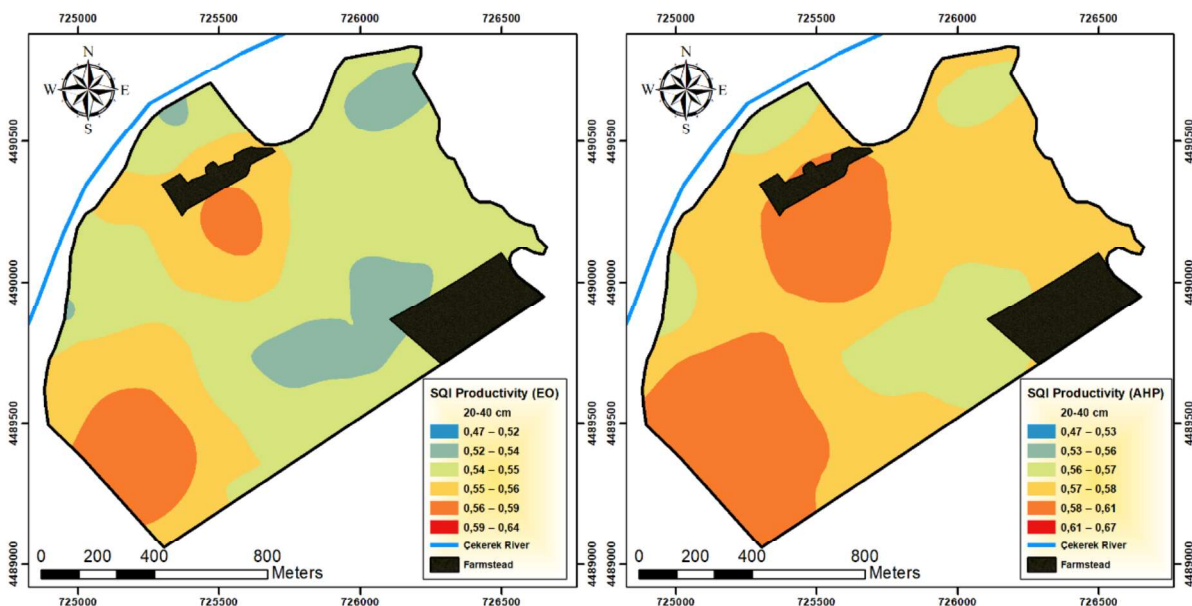 725000 725500 726000 726500
4490500
4490000
4489500
4489000
N
W E
S
SQI Productivity (EO)
20-40 cm
0,47 – 0,52
0,52 – 0,54
0,54 – 0,55
0,55 – 0,56
0,56 – 0,59
0,59 – 0,64
Çekerek River
Farmstead
0 200 400 800
Meters
725000 725500 726000 726500
725000 725500 726000 726500
4490500
4490000
4489500
4489000
N
W E
S
4490500
4490000
4489500
4489000
SQI Productivity (AHP)
20-40 cm
0,47 – 0,53
0,53 – 0,56
0,56 – 0,57
0,57 – 0,58
0,58 – 0,61
0,61 – 0,67
Çekerek River
Farmstead
0 200 400 800
Meters
725000 725500 726000 726500